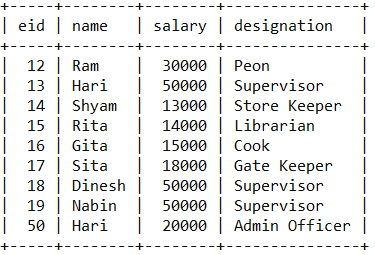 +-----+--------+--------+---------------+
| eid | name   | salary | designation   |
+-----+--------+--------+---------------+
|  12 | Ram    |  30000 | Peon          |
|  13 | Hari   |  50000 | Supervisor    |
|  14 | Shyam  |  13000 | Store Keeper  |
|  15 | Rita   |  14000 | Librarian     |
|  16 | Gita   |  15000 | Cook          |
|  17 | Sita   |  18000 | Gate Keeper   |
|  18 | Dinesh |  50000 | Supervisor    |
|  19 | Nabin  |  50000 | Supervisor    |
|  50 | Hari   |  20000 | Admin Officer |
+-----+--------+--------+---------------+